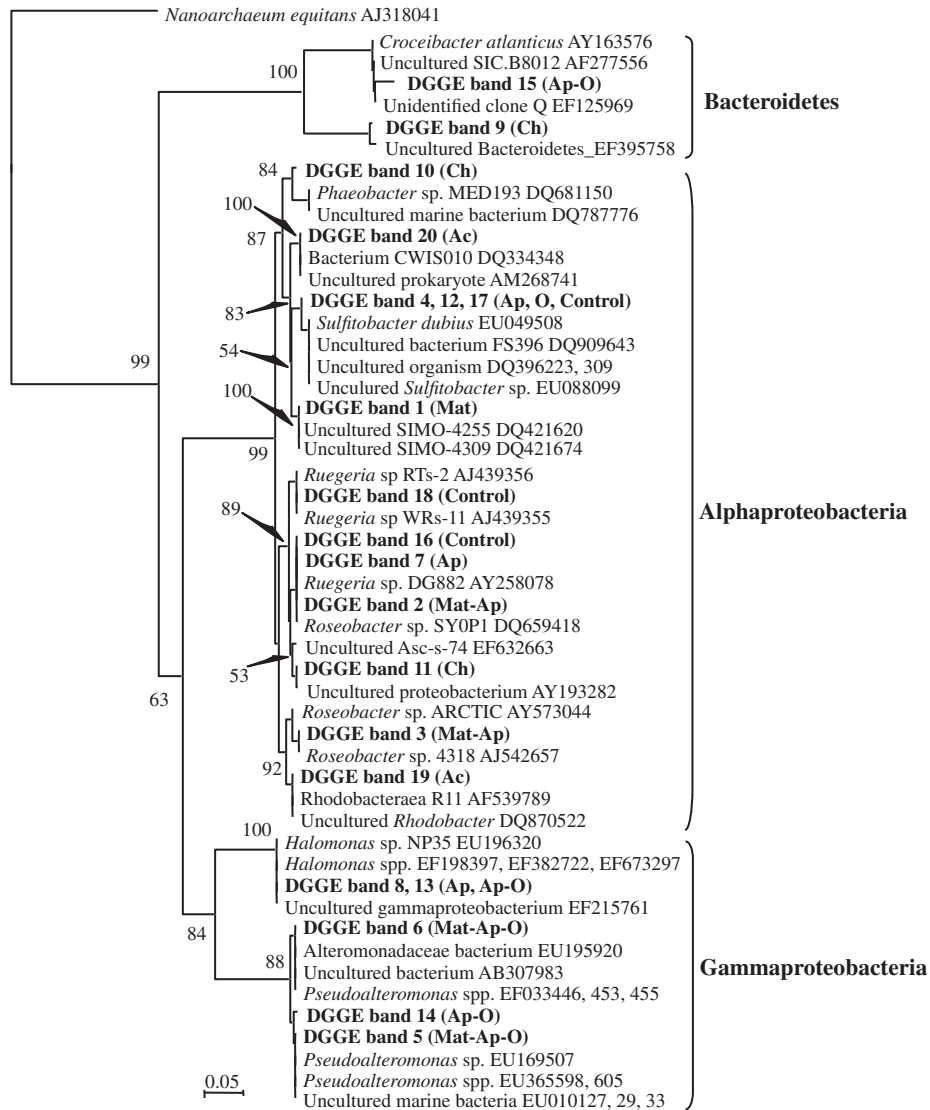 Nanoarchaeum equitans AJ318041
Croceibacter atlanticus AY163576
Uncultured SIC.B8012 AF277556
DGGE band 15 (Ap-O)
Unidentified clone Q EF125969
DGGE band 9 (Ch)
Uncultured Bacteroidetes_EF395758
100
Bacteroidetes
DGGE band 10 (Ch)
Phaeobacter sp. MED193 DQ681150
Uncultured marine bacterium DQ787776
DGGE band 20 (Ac)
Bacterium CWIS010 DQ334348
Uncultured prokaryote AM268741
DGGE band 4, 12, 17 (Ap, O, Control)
Sulfitobacter dubius EU049508
Uncultured bacterium FS396 DQ909643
Uncultured organism DQ396223, 309
Unculured Sulfitobacter sp. EU088099
DGGE band 1 (Mat)
Uncultured SIMO-4255 DQ421620
Uncultured SIMO-4309 DQ421674
Ruegeria sp RTs-2 AJ439356
DGGE band 18 (Control)
Ruegeria sp WRs-11 AJ439355
DGGE band 16 (Control)
DGGE band 7 (Ap)
Ruegeria sp. DG882 AY258078
DGGE band 2 (Mat-Ap)
Roseobacter sp. SY0P1 DQ659418
Uncultured Asc-s-74 EF632663
DGGE band 11 (Ch)
Uncultured proteobacterium AY193282
Roseobacter sp. ARCTIC AY573044
DGGE band 3 (Mat-Ap)
Roseobacter sp. 4318 AJ542657
DGGE band 19 (Ac)
Rhodobacteraea R11 AF539789
Uncultured Rhodobacter DQ870522
84
100
87
83
54
99
100
99
89
53
63
92
Alphaproteobacteria
100
Halomonas sp. NP35 EU196320
Halomonas spp. EF198397, EF382722, EF673297
DGGE band 8, 13 (Ap, Ap-O)
Uncultured gammaproteobacterium EF215761
DGGE band 6 (Mat-Ap-O)
Alteromonadaceae bacterium EU195920
Uncultured bacterium AB307983
Pseudoalteromonas spp. EF033446, 453, 455
DGGE band 14 (Ap-O)
DGGE band 5 (Mat-Ap-O)
Pseudoalteromonas sp. EU169507
Pseudoalteromonas spp. EU365598, 605
Uncultured marine bacteria EU010127, 29, 33
84
88
Gammaproteobacteria
0.05